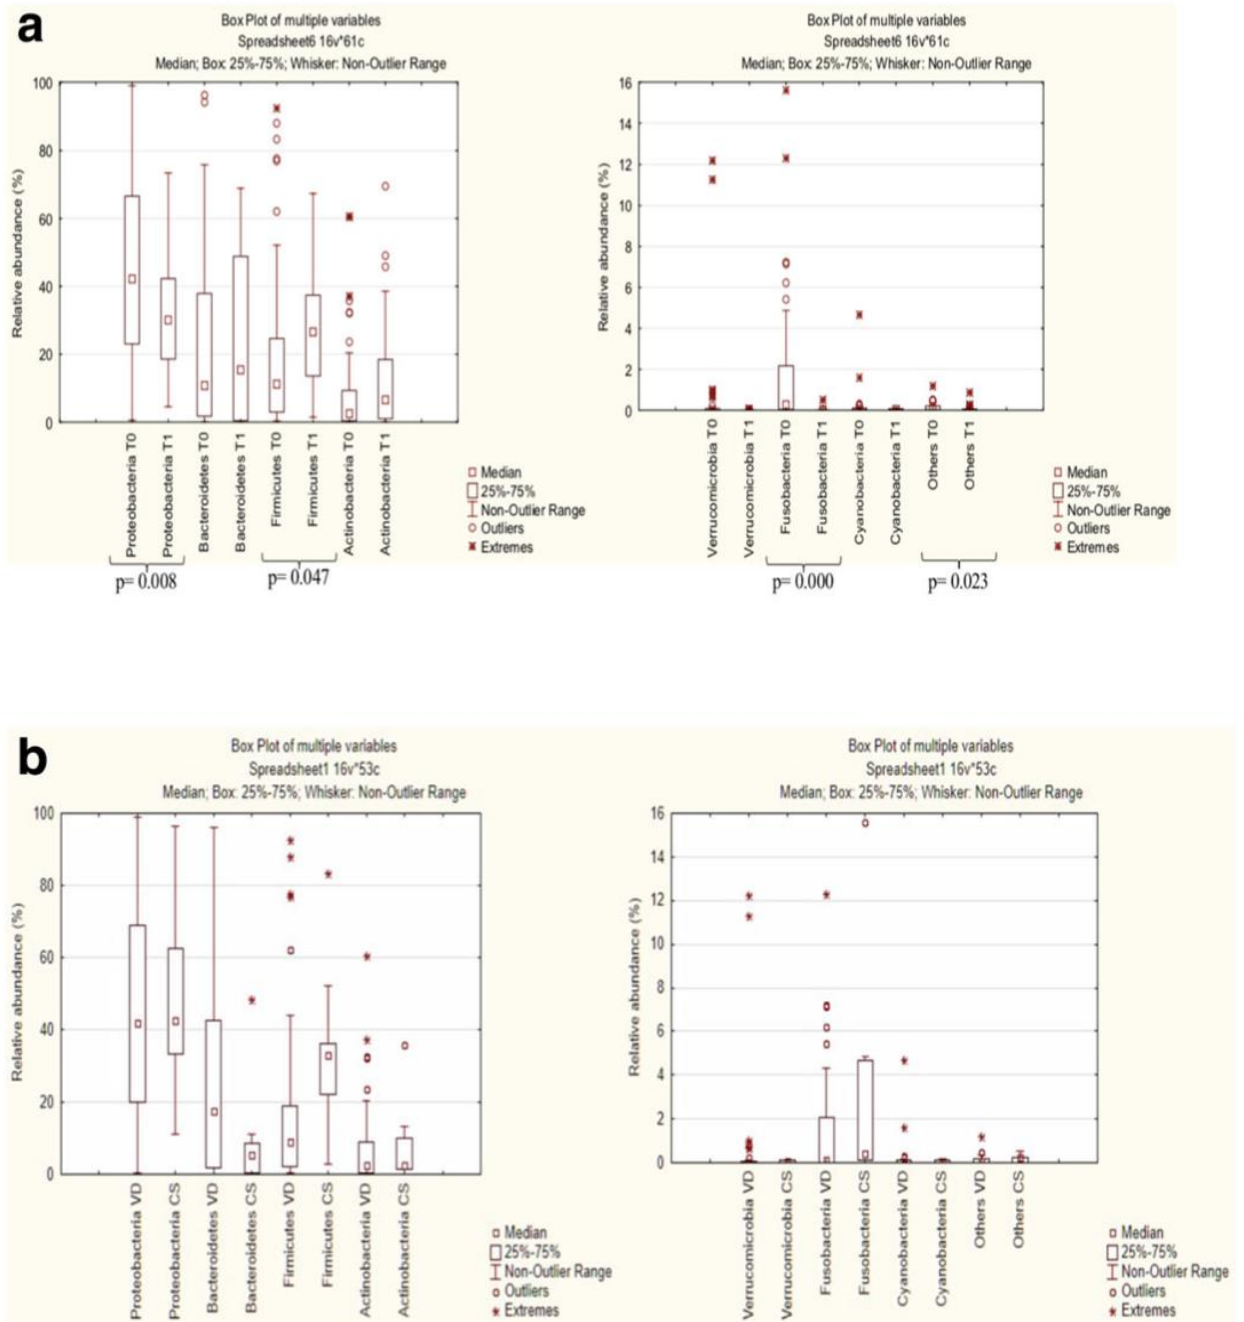 a
Box Plot of multiple variables
Spreadsheet6 16v*61c
Median; Box: 25%-75%; Whisker: Non-Outlier Range
Relative abundance (%)
100
80
60
40
20
0
Proteobacteria T0
Proteobacteria T1
Bacteroidetes T0
Bacteroidetes T1
Firmicutes T0
Firmicutes T1
Actinobacteria T0
Actinobacteria T1
Median
25%-75%
Non-Outlier Range
Outliers
Extremes
p= 0.008
p= 0.047
Box Plot of multiple variables
Spreadsheet6 16v*61c
Median; Box: 25%-75%; Whisker: Non-Outlier Range
Relative abundance (%)
16
14
12
10
8
6
4
2
0
Verrucomicrobia T0
Verrucomicrobia T1
Fusobacteria T0
Fusobacteria T1
Cyanobacteria T0
Cyanobacteria T1
Others T0
Others T1
Median
25%-75%
Non-Outlier Range
Outliers
Extremes
p= 0.000
p= 0.023
b
Box Plot of multiple variables
Spreadsheet1 16v*53c
Median; Box: 25%-75%; Whisker: Non-Outlier Range
Relative abundance (%)
100
80
60
40
20
0
Proteobacteria VD
Proteobacteria CS
Bacteroidetes VD
Bacteroidetes CS
Firmicutes VD
Firmicutes CS
Actinobacteria VD
Actinobacteria CS
Median
25%-75%
Non-Outlier Range
Outliers
Extremes
Box Plot of multiple variables
Spreadsheet1 16v*53c
Median; Box: 25%-75%; Whisker: Non-Outlier Range
Relative abundance (%)
16
14
12
10
8
6
4
2
0
Verrucomicrobia VD
Verrucomicrobia CS
Fusobacteria VD
Fusobacteria CS
Cyanobacteria VD
Cyanobacteria CS
Others VD
Others CS
Median
25%-75%
Non-Outlier Range
Outliers
Extremes